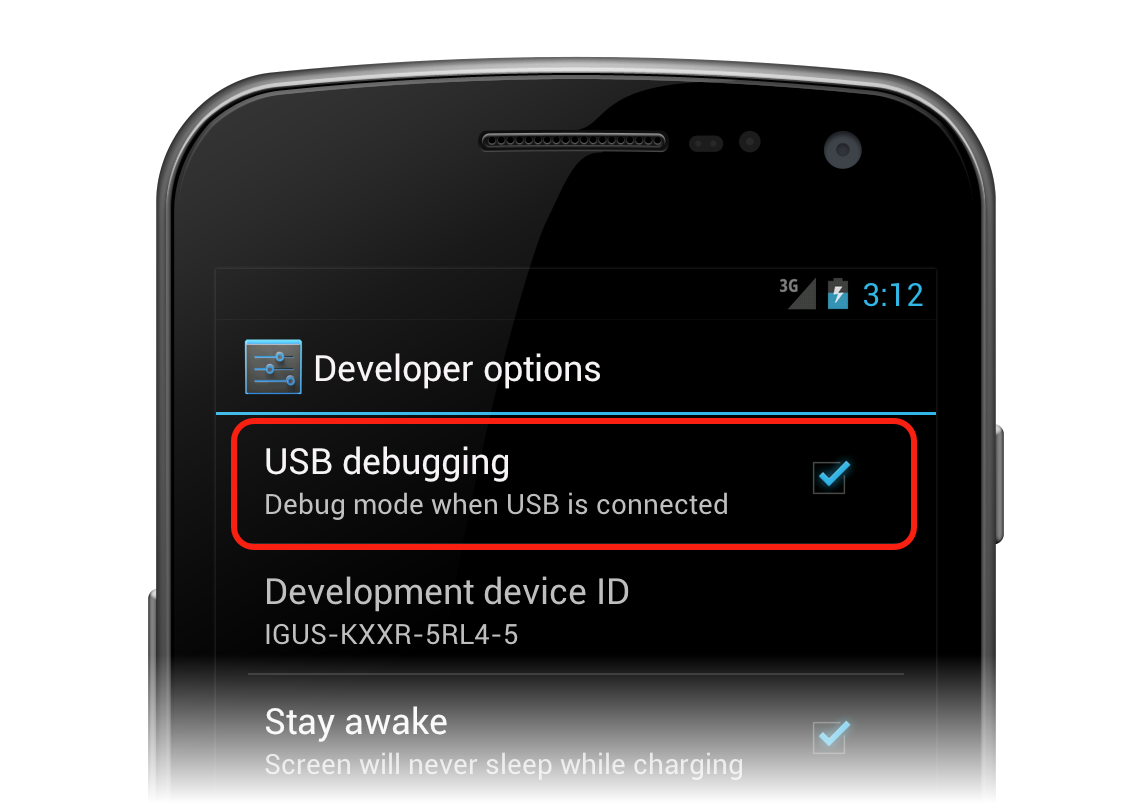 3G 3:12
Developer options
USB debugging
Debug mode when USB is connected
Development device ID
IGUS-KXXR-5RL4-5
Stay awake
Screen will never sleep while charging